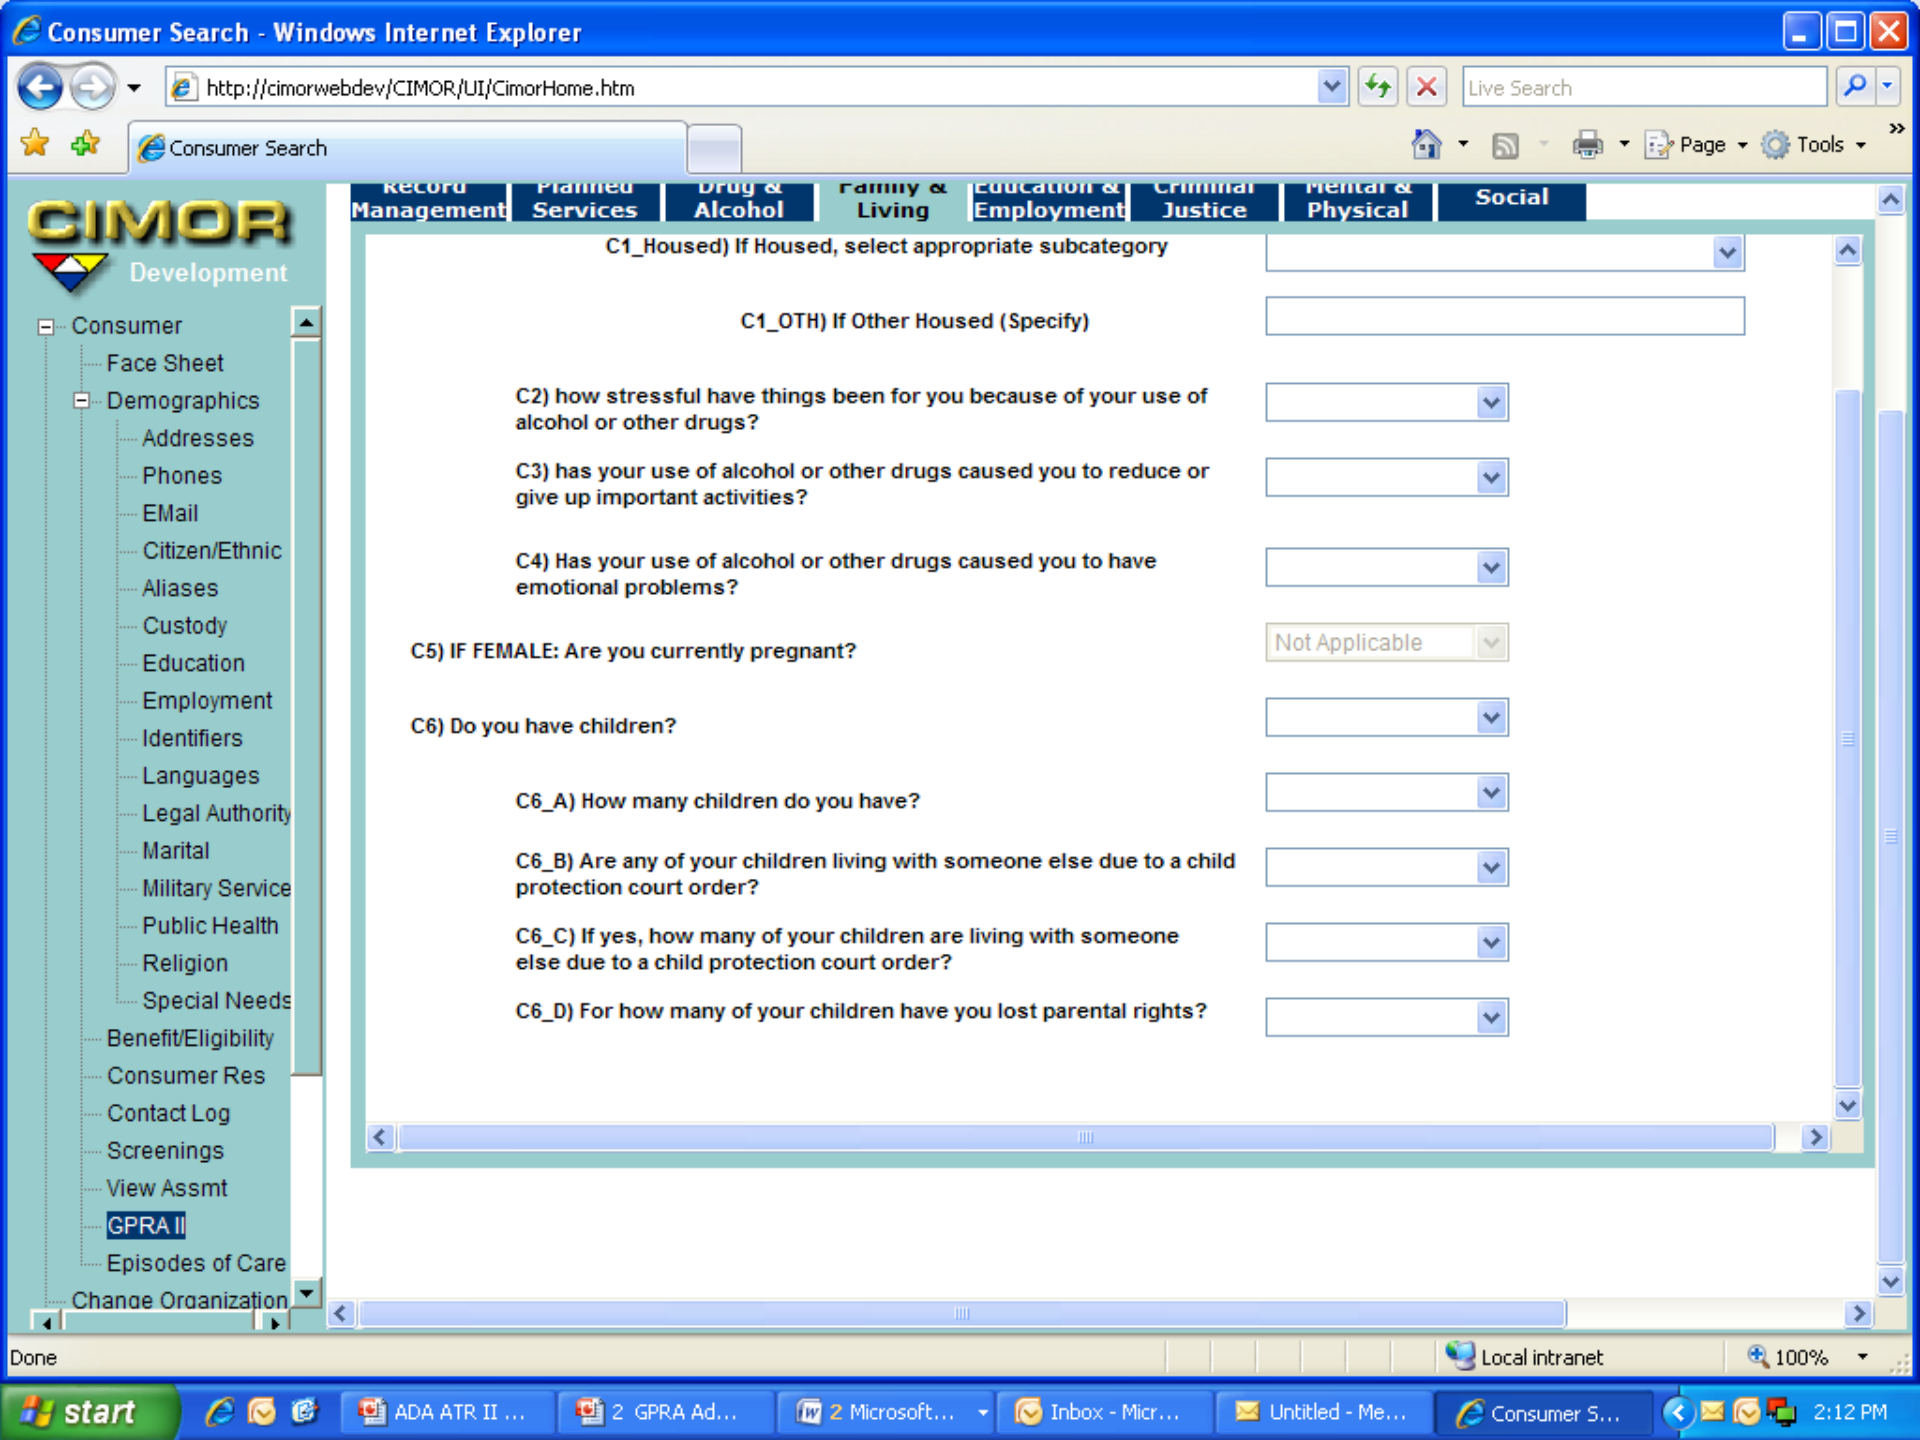 Consumer Search - Windows Internet Explorer
http://cimorwebdev/CIMOR/UI/CimorHome.htm
Live Search
Consumer Search
Page
Tools
CIMOR
Development
Record Management
Planned Services
Drug & Alcohol
Family & Living
Education & Employment
Criminal Justice
Mental & Physical
Social
Consumer
Face Sheet
Demographics
Addresses
Phones
EMail
Citizen/Ethnic
Aliases
Custody
Education
Employment
Identifiers
Languages
Legal Authority
Marital
Military Service
Public Health
Religion
Special Needs
Benefit/Eligibility
Consumer Res
Contact Log
Screenings
View Assmt
GPRA II
Episodes of Care
Change Organization
C1_Housed) If Housed, select appropriate subcategory
C1_OTH) If Other Housed (Specify)
C2) how stressful have things been for you because of your use of
alcohol or other drugs?
C3) has your use of alcohol or other drugs caused you to reduce or
give up important activities?
C4) Has your use of alcohol or other drugs caused you to have
emotional problems?
C5) IF FEMALE: Are you currently pregnant?
Not Applicable
C6) Do you have children?
C6_A) How many children do you have?
C6_B) Are any of your children living with someone else due to a child
protection court order?
C6_C) If yes, how many of your children are living with someone
else due to a child protection court order?
C6_D) For how many of your children have you lost parental rights?
Done
Local intranet
100%
start
ADA ATR II ...
2 GPRA Ad...
2 Microsoft...
Inbox - Micr...
Untitled - Me...
Consumer S...
2:12 PM